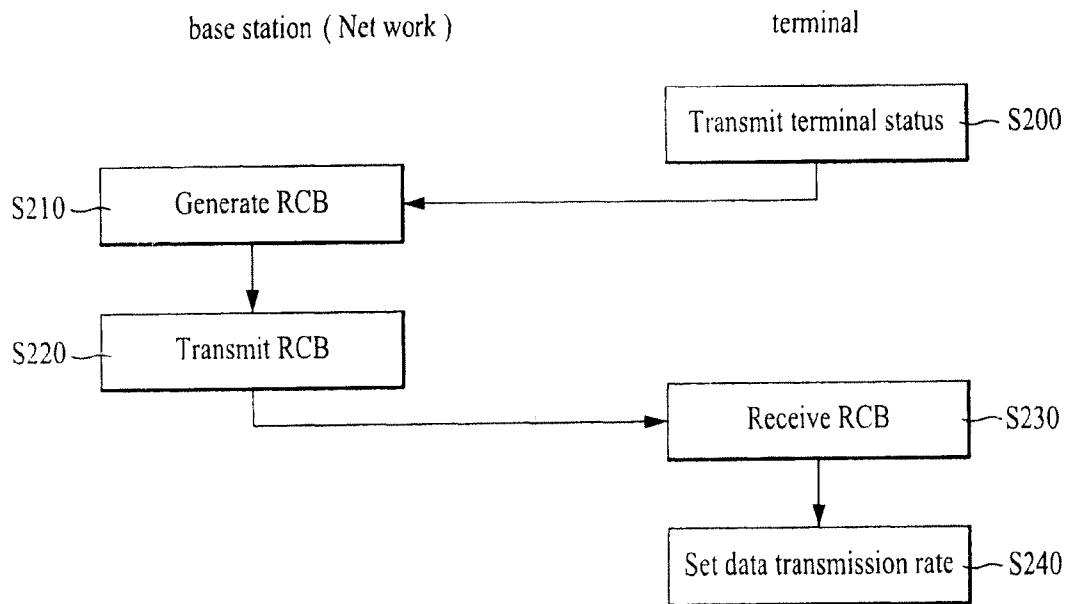 base station ( Net work )
terminal
Transmit terminal status
S200
S210
Generate RCB
S220
Transmit RCB
Receive RCB
S230
Set data transmission rate
S240